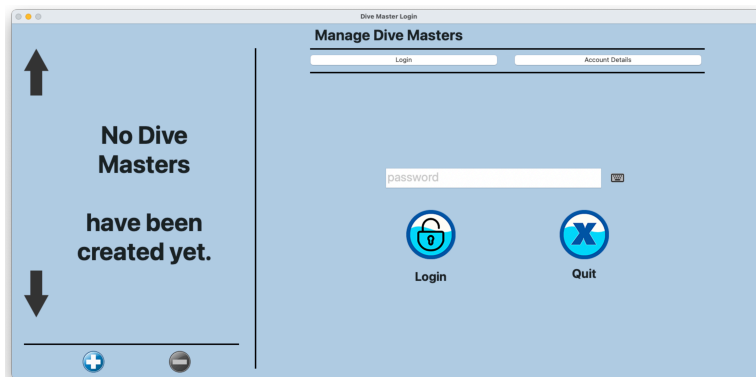 Dive Master Login
Manage Dive Masters
Login
Account Details
No Dive
Masters
have been
created yet.
password
Login
X
Quit